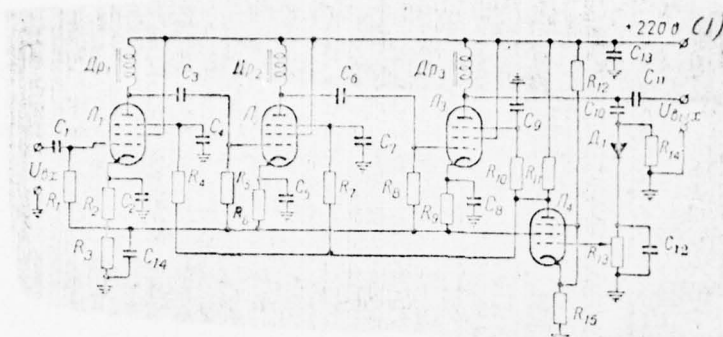 +220 В (1)
Др₁
Др₂
Др₃
C₁₃
C₁₁
R₁₂
C₃
C₆
C₁₀
Uвых
Л₁
Л₃
C₁
C₄
C₇
C₉
Д₁
R₁₄
Uвх
R₁
R₂
C₂
R₄
R₅
R₆
C₅
R₇
R₈
R₉
C₈
R₁₀
R₁₁
Л₄
R₃
C₁₄
R₁₃
C₁₂
R₁₅